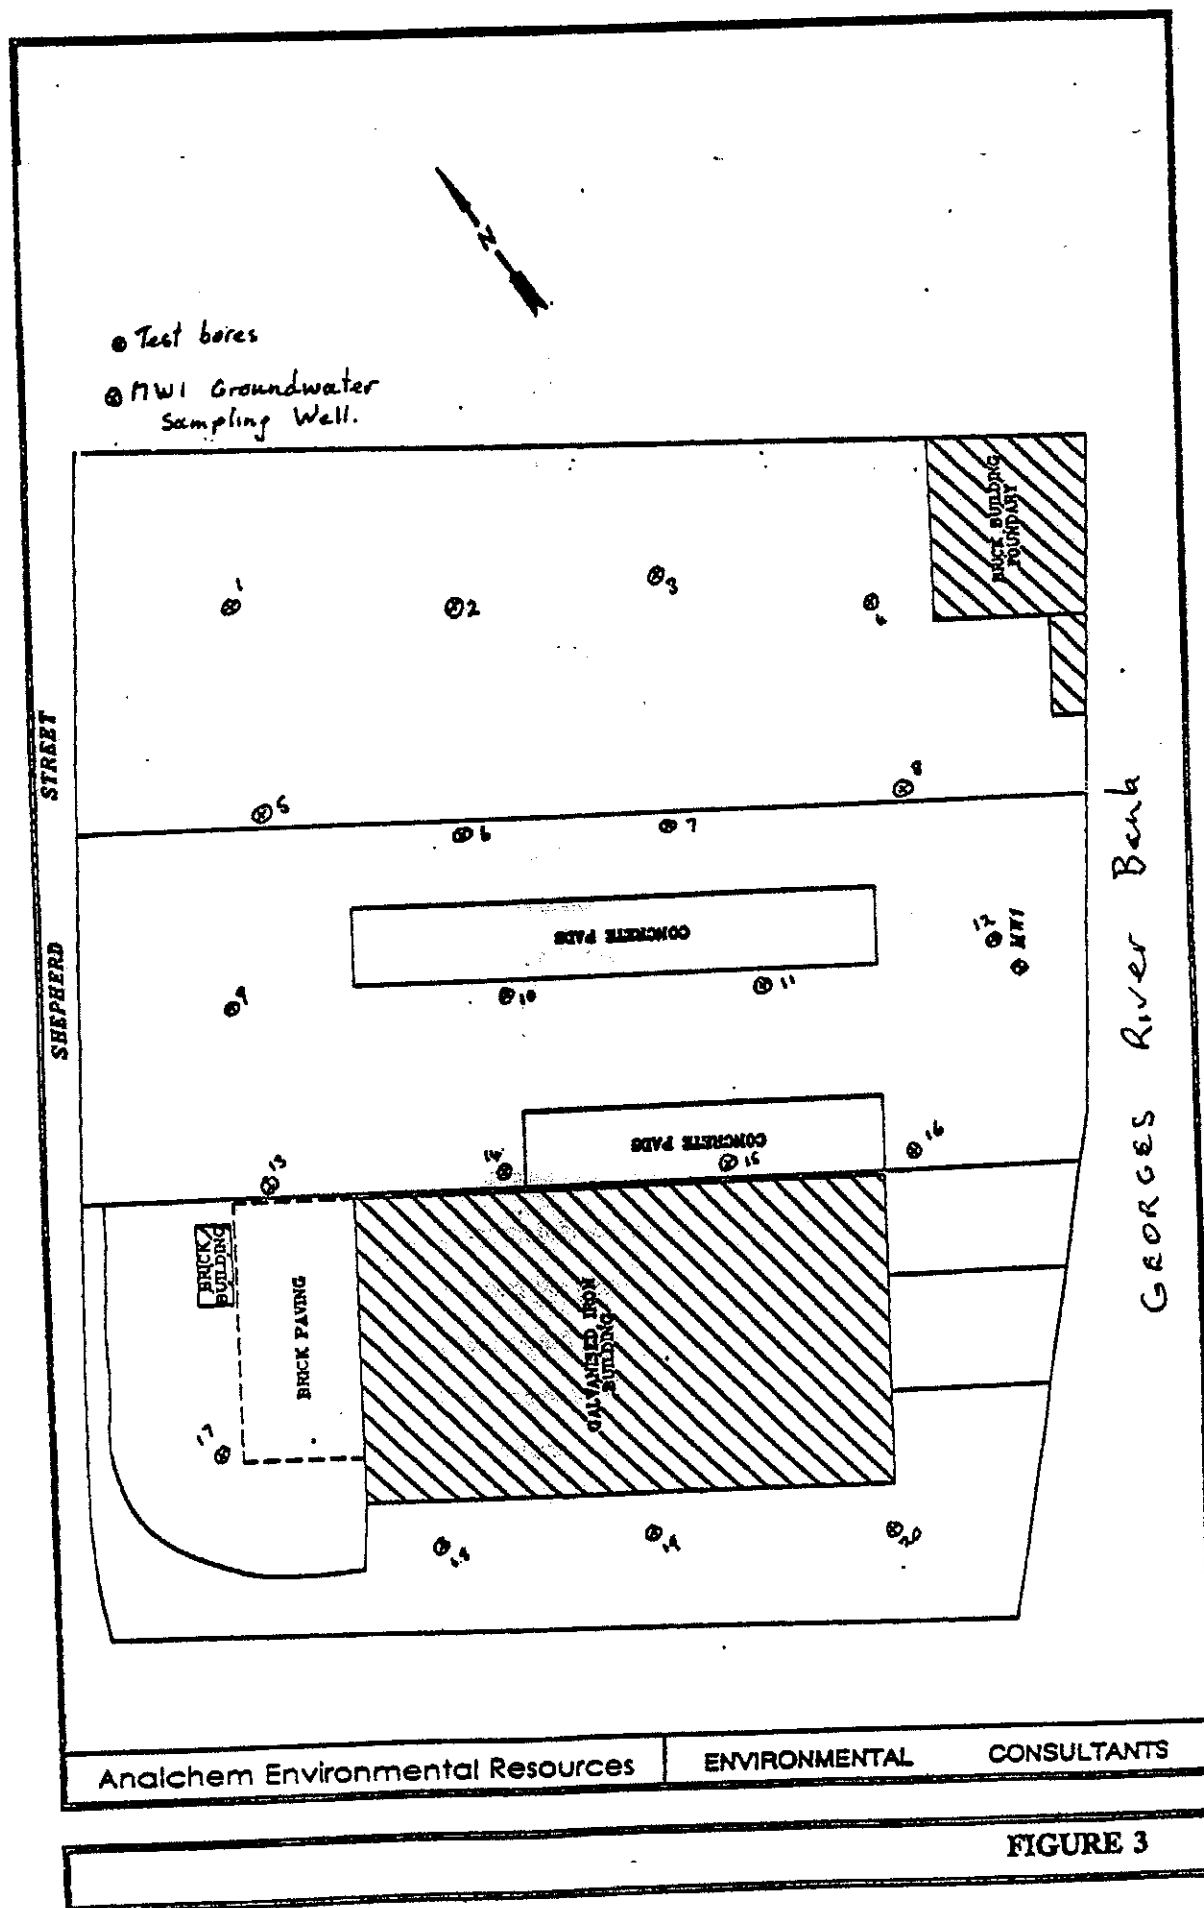 N
Test bores
MW1 Groundwater
Sampling Well.
BRICK BUILDING
FOUNDARY
1
2
3
4
STREET
SHEPHERD
5
6
7
8
GEORGES River Bank
CONCRETE PADS
9
10
11
12
MW1
CONCRETE PADS
13
14
15
16
BRICK
BUILDING
BRICK PAVING
GALVANISED IRON
BUILDING
17
18
19
20
Analchem Environmental Resources
ENVIRONMENTAL CONSULTANTS
FIGURE 3